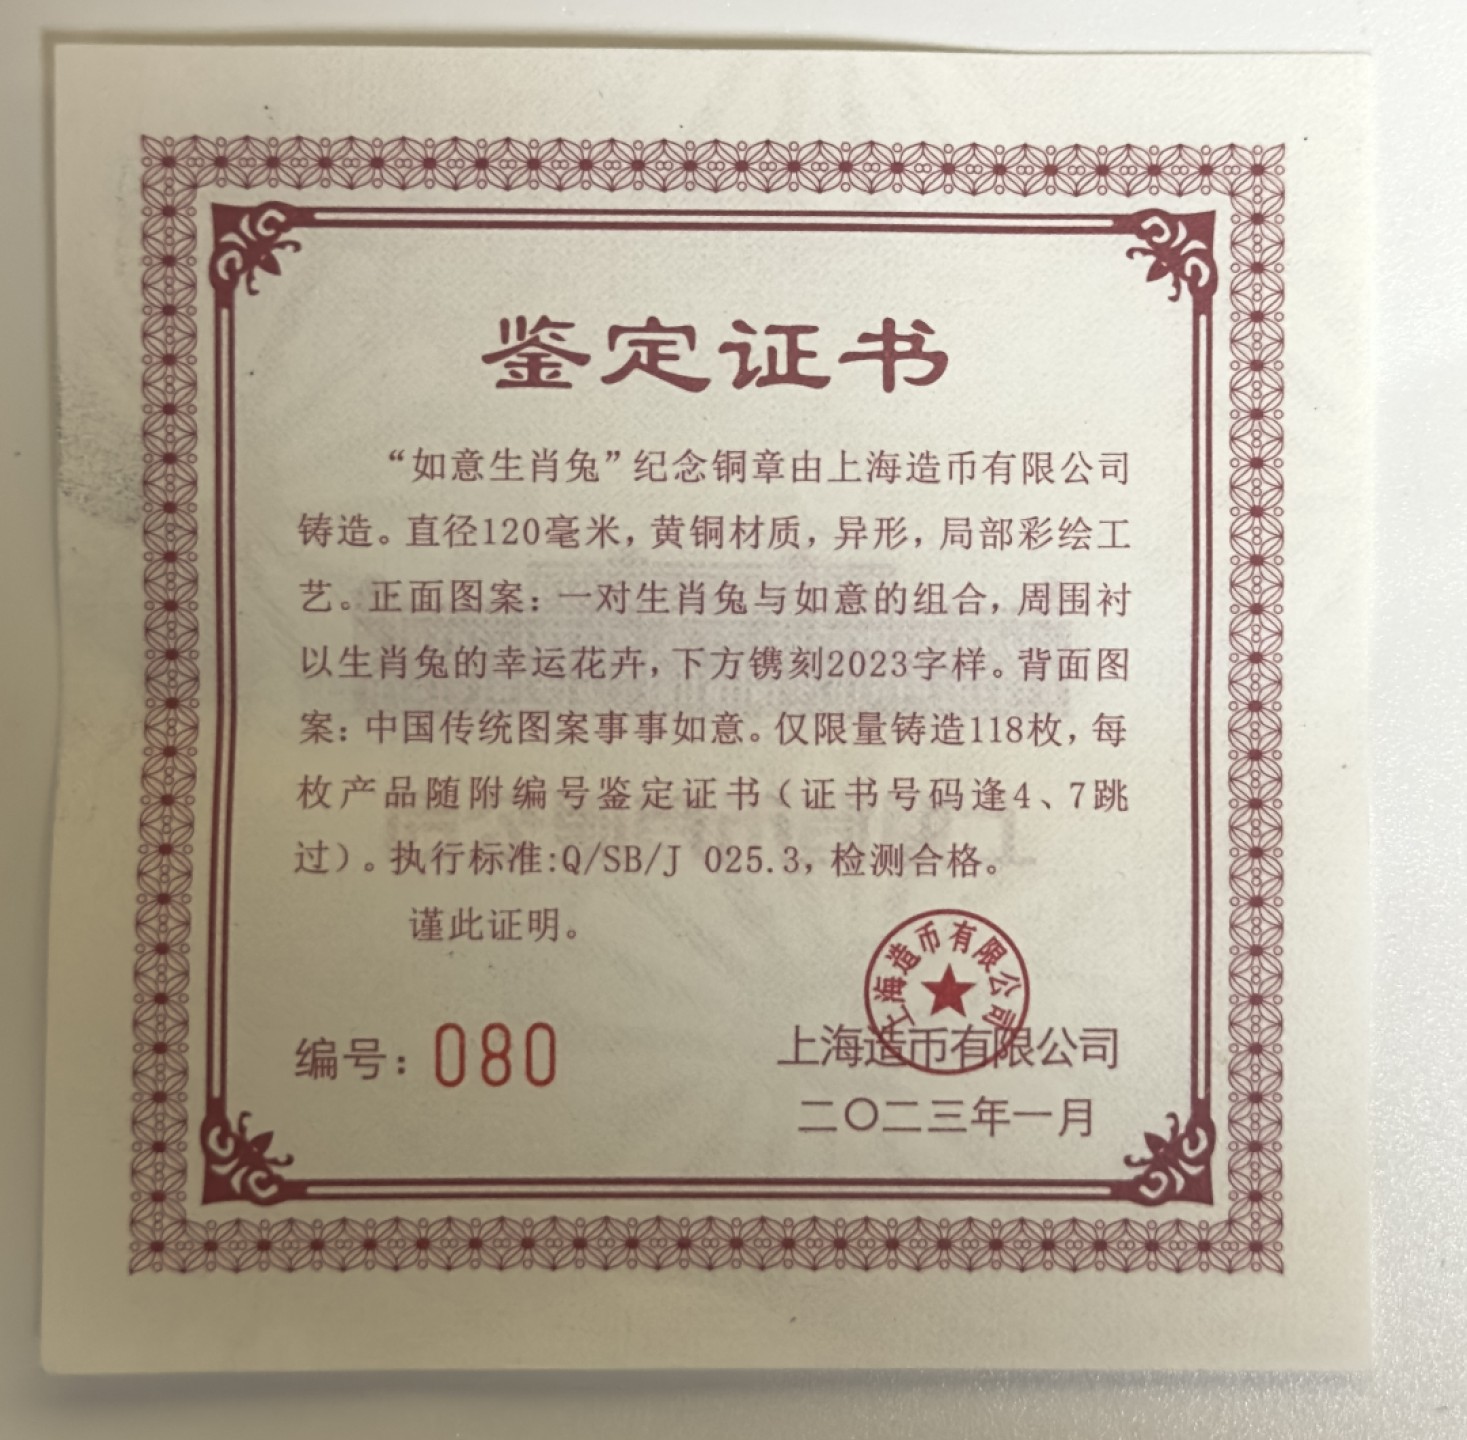 鉴定证书
“如意生肖兔”纪念铜章由上海造币有限公司
铸造。直径120毫米，黄铜材质，异形，局部彩绘工
艺。正面图案：一对生肖兔与如意的组合，周围衬
以生肖兔的幸运花卉，下方镌刻2023字样。背面图
案：中国传统图案事事如意。仅限量铸造118枚，每
枚产品随附编号鉴定证书（证书号码逢4、7跳
过）。执行标准:Q/SB/J 025.3，检测合格。
谨此证明。
上海造币有限公司
编号：080
上海造币有限公司
二〇二三年一月